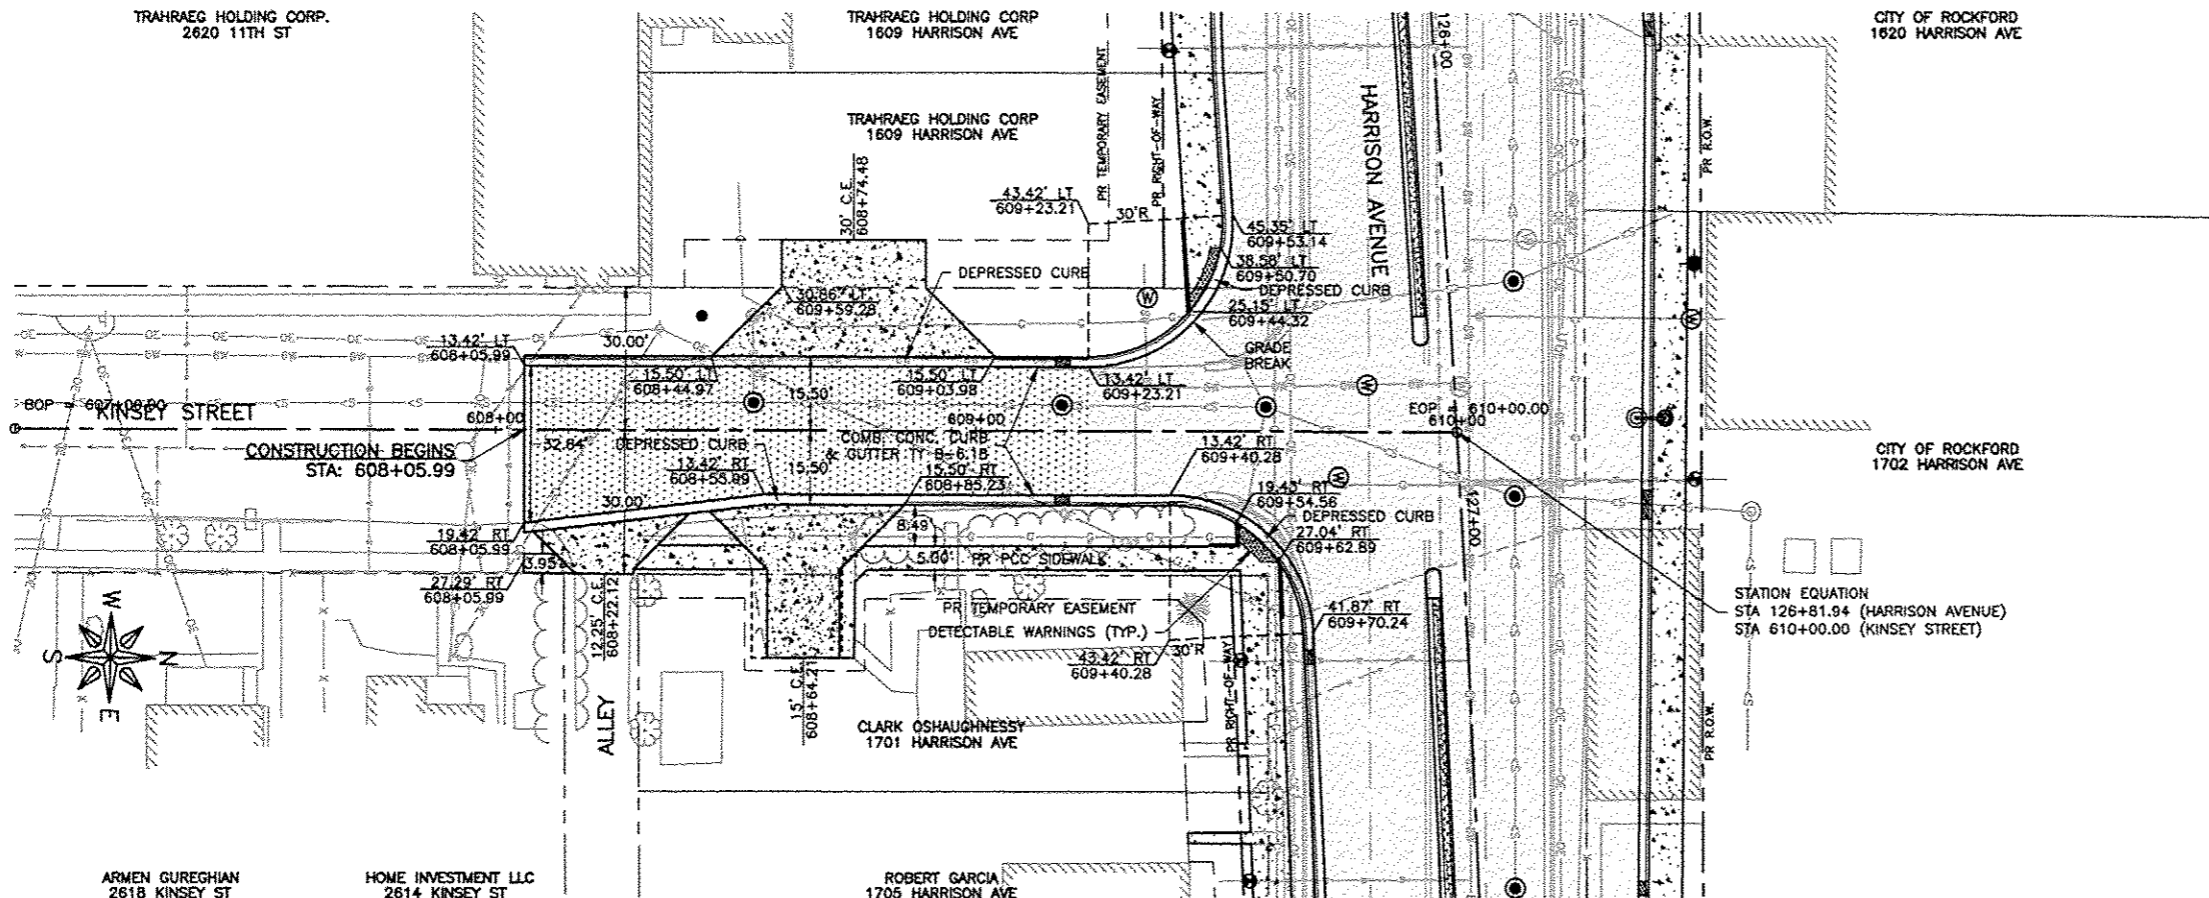 TRAHRAEG HOLDING CORP.
2620 11TH ST
TRAHRAEG HOLDING CORP
1609 HARRISON AVE
CITY OF ROCKFORD
1620 HARRISON AVE
TRAHRAEG HOLDING CORP
1609 HARRISON AVE
PR TEMPORARY EASEMENT
PR RIGHT-OF-WAY
HARRISON AVENUE
126+00
PR R.O.W.
30' C.E.
608+74.48
43.42' LT
609+23.21
30'R
45.35' LT
609+53.14
38.58' LT
609+50.70
DEPRESSED CURB
25.15' LT
609+44.32
GRADE
BREAK
DEPRESSED CURB
30.86' LT
609+59.28
13.42' LT
608+05.99
30.00'
15.50' LT
608+44.97
15.50'
15.50' LT
609+03.98
13.42' LT
609+23.21
BOP = 607+00.00
KINSEY STREET
608+00
609+00
EOP = 610+00.00
610+00
CONSTRUCTION BEGINS
STA: 608+05.99
32.84'
DEPRESSED CURB
COMB. CONC. CURB
& GUTTER TY B-6.18
13.42' RT
608+55.99
15.50'
15.50' RT
608+85.23
13.42' RT
609+40.28
19.43' RT
609+54.56
DEPRESSED CURB
27.04' RT
609+62.89
127+00
CITY OF ROCKFORD
1702 HARRISON AVE
30.00'
19.42' RT
608+05.99
8.49'
3.95'
5.00'
PR PCC SIDEWALK
27.29' RT
608+05.99
12.25' C.E.
608+22.12
ALLEY
PR TEMPORARY EASEMENT
DETECTABLE WARNINGS (TYP.)
41.87' RT
609+70.24
43.42' RT
609+40.28
30'R
STATION EQUATION
STA 126+81.94 (HARRISON AVENUE)
STA 610+00.00 (KINSEY STREET)
W
S
N
E
15' C.E.
608+64.21
CLARK OSHAUGHNESSY
1701 HARRISON AVE
PR RIGHT-OF-WAY
PR R.O.W.
ARMEN GUREGHIAN
2618 KINSEY ST
HOME INVESTMENT LLC
2614 KINSEY ST
ROBERT GARCIA
1705 HARRISON AVE